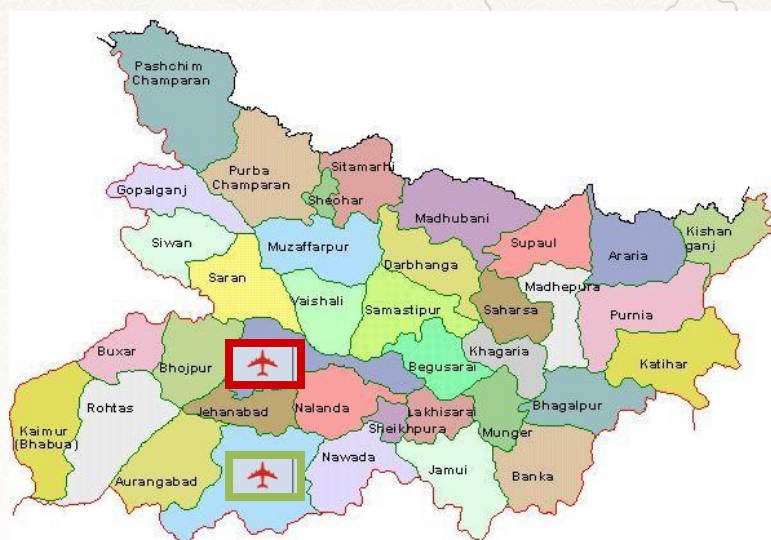 Pashchim
Champaran
Purba
Champaran
Sitamarhi
Sheohar
Gopalganj
Madhubani
Siwan
Muzaffarpur
Darbhanga
Supaul
Araria
Kishan
ganj
Saran
Vaishali
Samastipur
Saharsa
Madhepura
Purnia
Buxar
Bhojpur
Begusarai
Khagaria
Katihar
Kaimur
(Bhabua)
Rohtas
Jehanabad
Nalanda
Lakhisarai
Sheikhpura
Munger
Bhagalpur
Aurangabad
Nawada
Jamui
Banka